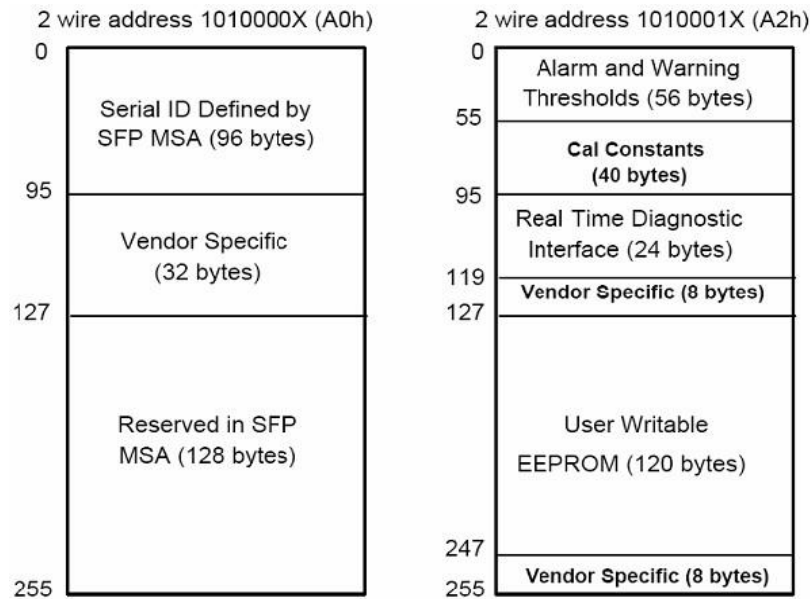 2 wire address 1010000X (A0h)
0
Serial ID Defined by
SFP MSA (96 bytes)
95
Vendor Specific
(32 bytes)
127
Reserved in SFP
MSA (128 bytes)
255
2 wire address 1010001X (A2h)
0
Alarm and Warning
Thresholds (56 bytes)
55
Cal Constants
(40 bytes)
95
Real Time Diagnostic
Interface (24 bytes)
119
Vendor Specific (8 bytes)
127
User Writable
EEPROM (120 bytes)
247
Vendor Specific (8 bytes)
255